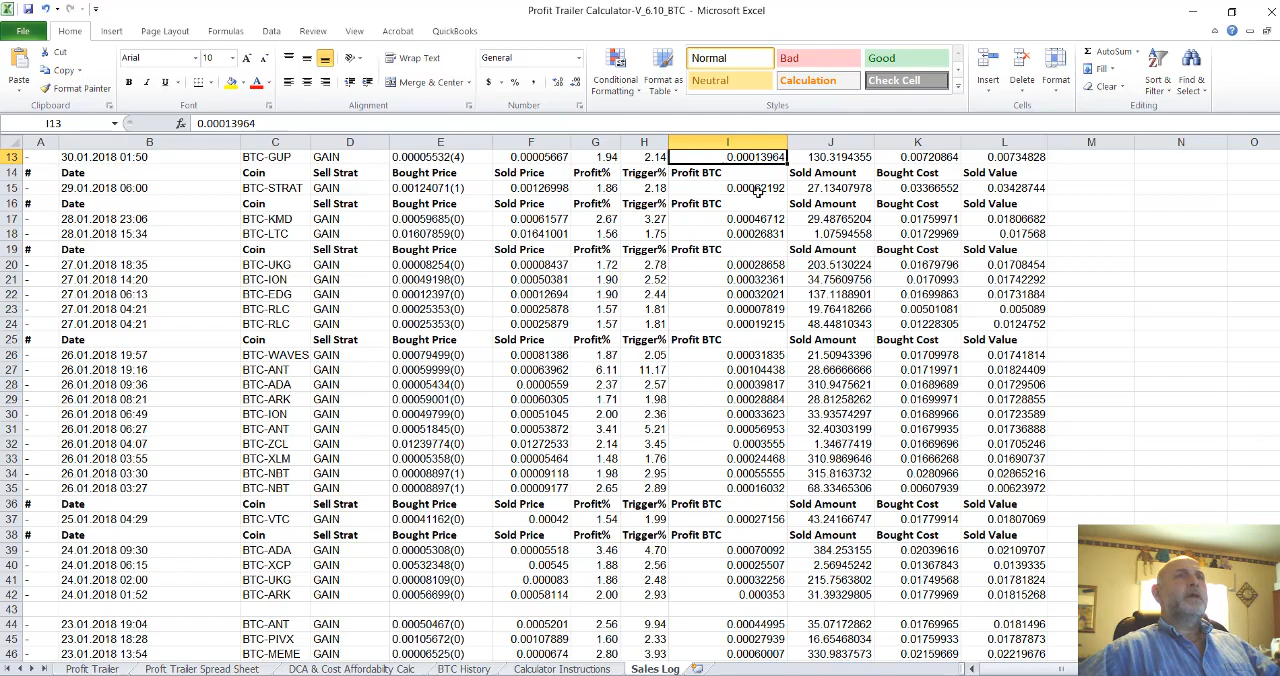 Profit Trailer Calculator-V_6.10_BTC - Microsoft Excel
File Home Insert Page Layout Formulas Data Review View Acrobat QuickBooks
Paste Cut Copy Format Painter Clipboard
Arial 10 B I U Font
Wrap Text Merge & Center Alignment
General $ % , Number
Conditional Formatting Format as Table Normal Bad Good Neutral Calculation Check Cell Styles
Insert Delete Format Cells
Σ AutoSum Fill Clear Sort & Filter Find & Select Editing
I13 fx 0.00013964
A B C D E F G H I J K L M N O
13 - 30.01.2018 01:50 BTC-GUP GAIN 0.00005532(4) 0.00005667 1.94 2.14 0.00013964 130.3194355 0.00720864 0.00734828
14 # Date Coin Sell Strat Bought Price Sold Price Profit% Trigger% Profit BTC Sold Amount Bought Cost Sold Value
15 - 29.01.2018 06:00 BTC-STRAT GAIN 0.00124071(1) 0.00126998 1.86 2.18 0.00062192 27.13407978 0.03366552 0.03428744
16 # Date Coin Sell Strat Bought Price Sold Price Profit% Trigger% Profit BTC Sold Amount Bought Cost Sold Value
17 - 28.01.2018 23:06 BTC-KMD GAIN 0.00059685(0) 0.00061577 2.67 3.27 0.00046712 29.48765204 0.01759971 0.01806682
18 - 28.01.2018 15:34 BTC-LTC GAIN 0.01607859(0) 0.01641001 1.56 1.75 0.00026831 1.07594558 0.01729969 0.017568
19 # Date Coin Sell Strat Bought Price Sold Price Profit% Trigger% Profit BTC Sold Amount Bought Cost Sold Value
20 - 27.01.2018 18:35 BTC-UKG GAIN 0.00008254(0) 0.00008437 1.72 2.78 0.00028658 203.5130224 0.01679796 0.01708454
21 - 27.01.2018 14:20 BTC-ION GAIN 0.00049198(0) 0.00050381 1.90 2.52 0.00032361 34.75609756 0.0170993 0.01742292
22 - 27.01.2018 06:13 BTC-EDG GAIN 0.00012397(0) 0.00012694 1.90 2.44 0.00032021 137.1188901 0.01699863 0.01731884
23 - 27.01.2018 04:21 BTC-RLC GAIN 0.00025353(0) 0.00025878 1.57 1.81 0.00007819 19.76418266 0.00501081 0.005089
24 - 27.01.2018 04:21 BTC-RLC GAIN 0.00025353(0) 0.00025879 1.57 1.81 0.00019215 48.44810343 0.01228305 0.0124752
25 # Date Coin Sell Strat Bought Price Sold Price Profit% Trigger% Profit BTC Sold Amount Bought Cost Sold Value
26 - 26.01.2018 19:57 BTC-WAVES GAIN 0.00079499(0) 0.00081386 1.87 2.05 0.00031835 21.50943396 0.01709978 0.01741814
27 - 26.01.2018 19:16 BTC-ANT GAIN 0.00059999(0) 0.00063962 6.11 11.17 0.00104438 28.66666666 0.01719971 0.01824409
28 - 26.01.2018 09:36 BTC-ADA GAIN 0.00005434(0) 0.0000559 2.37 2.57 0.00039817 310.9475621 0.01689689 0.01729506
29 - 26.01.2018 08:21 BTC-ARK GAIN 0.00059001(0) 0.00060305 1.71 1.98 0.00028884 28.81258262 0.01699971 0.01728855
30 - 26.01.2018 06:49 BTC-ION GAIN 0.00049799(0) 0.00051045 2.00 2.36 0.00033623 33.93574297 0.01689966 0.01723589
31 - 26.01.2018 06:27 BTC-ANT GAIN 0.00051845(0) 0.00053872 3.41 5.21 0.00056953 32.40303199 0.01679935 0.01736888
32 - 26.01.2018 04.07 BTC-ZCL GAIN 0.01239774(0) 0.01272533 2.14 3.45 0.0003555 1.34677419 0.01669696 0.01705246
33 - 26.01.2018 03:55 BTC-XLM GAIN 0.00005358(0) 0.00005464 1.48 1.76 0.00024468 310.9869646 0.01666268 0.01690737
34 - 26.01.2018 03:30 BTC-NBT GAIN 0.00008897(1) 0.00009118 1.98 2.95 0.00055555 315.8163732 0.0280966 0.02865216
35 - 26.01.2018 03:27 BTC-NBT GAIN 0.00008897(1) 0.00009177 2.65 2.89 0.00016032 68.33465306 0.00607939 0.00623972
36 # Date Coin Sell Strat Bought Price Sold Price Profit% Trigger% Profit BTC Sold Amount Bought Cost Sold Value
37 - 25.01.2018 04:29 BTC-VTC GAIN 0.00041162(0) 0.00042 1.54 1.99 0.00027156 43.24166747 0.01779914 0.01807069
38 # Date Coin Sell Strat Bought Price Sold Price Profit% Trigger% Profit BTC Sold Amount Bought Cost Sold Value
39 - 24.01.2018 09:30 BTC-ADA GAIN 0.00005308(0) 0.00005518 3.46 4.70 0.00070092 384.253155 0.02039616 0.02109707
40 - 24.01.2018 06:15 BTC-XCP GAIN 0.00532304(0) 0.00545 1.88 2.56 0.00025507 2.56945242 0.01367843 0.0139335
41 - 24.01.2018 02:00 BTC-UKG GAIN 0.00008109(0) 0.000083 1.86 2.48 0.00032256 215.7563802 0.01749568 0.01781824
42 - 24.01.2018 01:52 BTC-ARK GAIN 0.00056699(0) 0.00058114 2.00 2.93 0.000353 31.39329805 0.01779969 0.01815268
43
44 - 23.01.2018 19:04 BTC-ANT GAIN 0.00050467(0) 0.0005201 2.56 9.94 0.00044995 35.07172862 0.01769965 0.0181496
45 - 23.01.2018 18:28 BTC-PIVX GAIN 0.00105672(0) 0.00107889 1.60 2.33 0.00027939 16.65458034 0.01759933 0.01787873
46 - 23.01.2018 13:54 BTC-MEME GAIN 0.00006525(0) 0.0000674 2.80 3.93 0.00060007 330.9837573 0.02159669 0.02219676
Profit Trailer Profit Trailer Spread Sheet DCA & Cost Affordablity Calc BTC History Calculator Instructions Sales Log